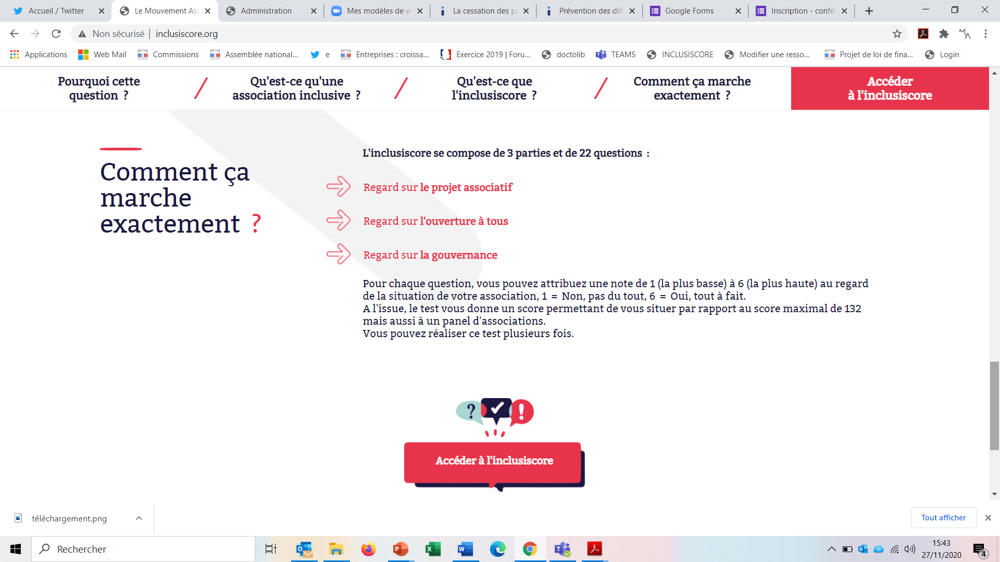 Accueil / Twitter
Le Mouvement Ass
Administration
Mes modèles de w
La cessation des p
Prévention des diff
Google Forms
Inscription - confé
Non sécurisé
inclusiscore.org
Applications
Web Mail
Commissions
Assemblée national...
e
Entreprises : croissa...
Exercice 2019 | Foru...
doctolib
TEAMS
INCLUSISCORE
Modifier une resso...
Projet de loi de fina...
Login
Pourquoi cette
question ?
Qu'est-ce qu'une
association inclusive ?
Qu'est-ce que
l'inclusiscore ?
Comment ça marche
exactement ?
Accéder
à l'inclusiscore
Comment ça
marche
exactement ?
L'inclusiscore se compose de 3 parties et de 22 questions :
Regard sur le projet associatif
Regard sur l'ouverture à tous
Regard sur la gouvernance
Pour chaque question, vous pouvez attribuez une note de 1 (la plus basse) à 6 (la plus haute) au regard
de la situation de votre association, 1 = Non, pas du tout, 6 = Oui, tout à fait.
A l'issue, le test vous donne un score permettant de vous situer par rapport au score maximal de 132
mais aussi à un panel d'associations.
Vous pouvez réaliser ce test plusieurs fois.
? !
Accéder à l'inclusiscore
téléchargement.png
Tout afficher
Rechercher
15:43
27/11/2020
4